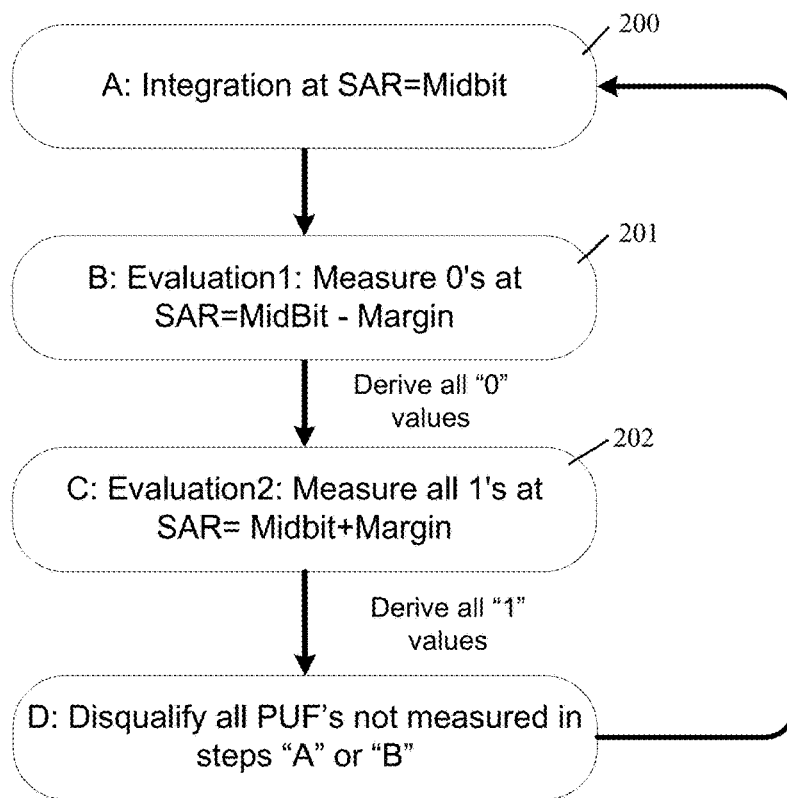 200
A: Integration at SAR=Midbit
201
B: Evaluation1: Measure 0's at
SAR=MidBit - Margin
Derive all “0”
values
202
C: Evaluation2: Measure all 1's at
SAR= Midbit+Margin
Derive all “1”
values
D: Disqualify all PUF's not measured in
steps “A” or “B”